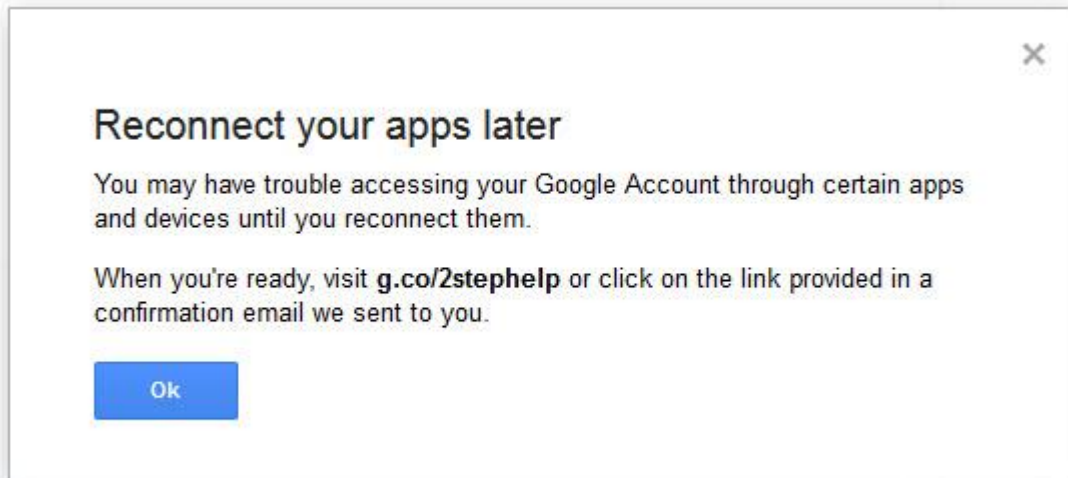 Reconnect your apps later
You may have trouble accessing your Google Account through certain apps
and devices until you reconnect them.
When you're ready, visit g.co/2stephelp or click on the link provided in a
confirmation email we sent to you.
Ok